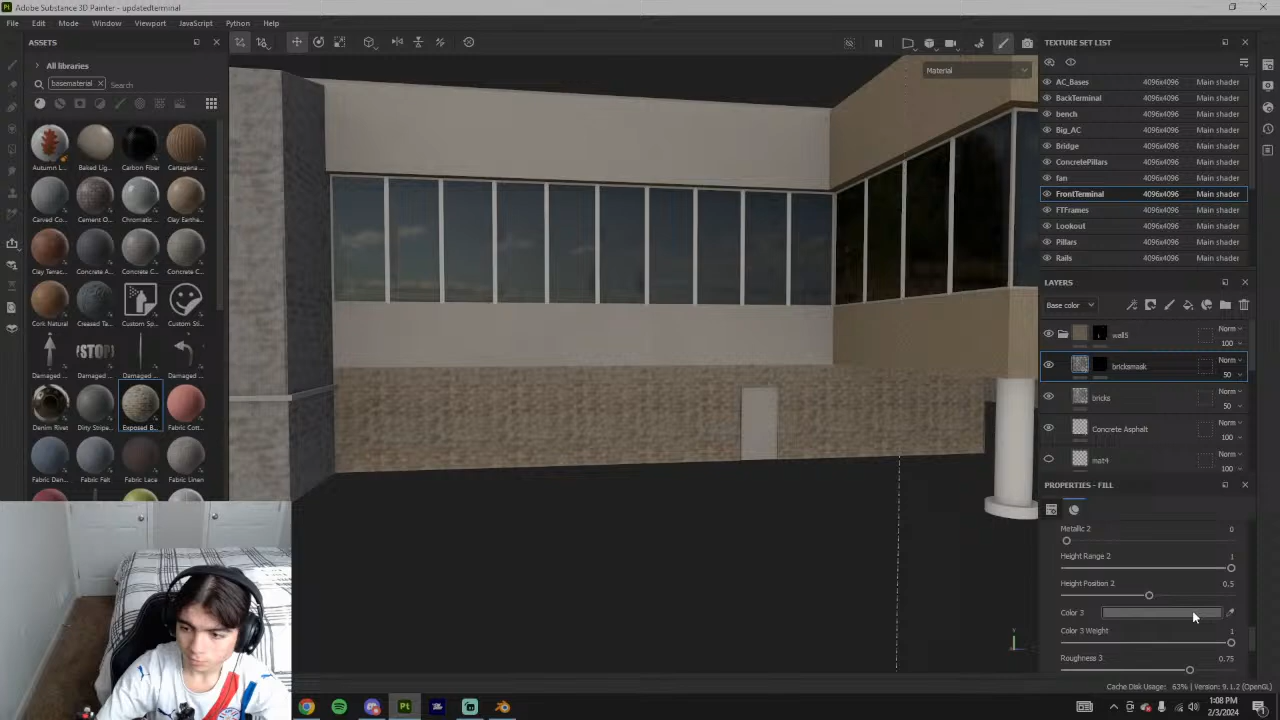 Adobe Substance 3D Painter - updatedterminal
File Edit Mode Window Viewport JavaScript Python Help
ASSETS
All libraries
basematerial Search
Autumn L... Baked Lig... Carbon Fiber Cartagena ...
Carved Co... Cement O... Chromatic ... Clay Earthe...
Clay Terrac... Concrete A... Concrete C... Concrete C...
Cork Natural Creased Ta... Custom Sp... Custom Sti...
Damaged ... Damaged ... Damaged ... Damaged ...
Denim Rivet Dirty Stripe... Exposed B... Fabric Cott...
Fabric Den... Fabric Felt Fabric Lace Fabric Linen
Material
TEXTURE SET LIST
AC_Bases 4096x4096 Main shader
BackTerminal 4096x4096 Main shader
bench 4096x4096 Main shader
Big_AC 4096x4096 Main shader
Bridge 4096x4096 Main shader
ConcretePillars 4096x4096 Main shader
fan 4096x4096 Main shader
FrontTerminal 4096x4096 Main shader
FTFrames 4096x4096 Main shader
Lookout 4096x4096 Main shader
Pillars 4096x4096 Main shader
Rails 4096x4096 Main shader
LAYERS
Base color
wall5 Norm 100
bricksmask Norm 50
bricks Norm 50
Concrete Asphalt Norm 100
mat4 Norm 100
PROPERTIES - FILL
Metallic 2 0
Height Range 2 1
Height Position 2 0.5
Color 3
Color 3 Weight 1
Roughness 3 0.75
Cache Disk Usage: 63% | Version: 9.1.2 (OpenGL)
Y
1:08 PM
2/3/2024